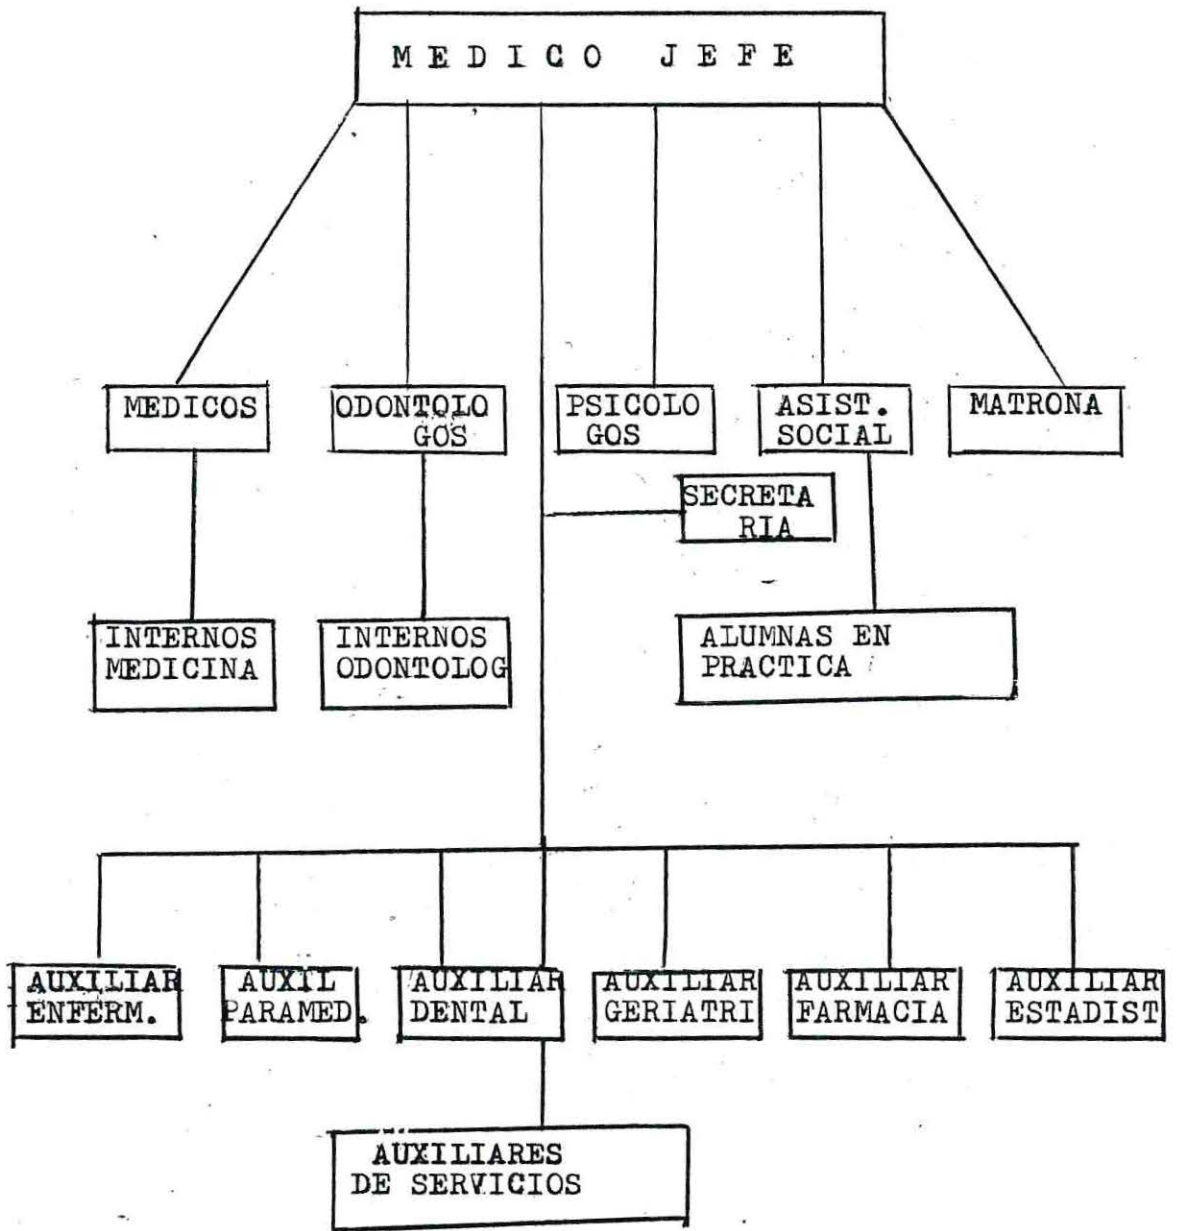 MEDICO JEFE
MEDICOS
ODONTOLO
GOS
PSICOLO
GOS
ASIST.
SOCIAL
MATRONA
SECRETA
RIA
INTERNOS
MEDICINA
INTERNOS
ODONTOLOG
ALUMNAS EN
PRACTICA
AUXILIAR
ENFERM.
AUXIL
PARAMED.
AUXILIAR
DENTAL
AUXILIAR
GERIATRI
AUXILIAR
FARMACIA
AUXILIAR
ESTADIST
AUXILIARES
DE SERVICIOS